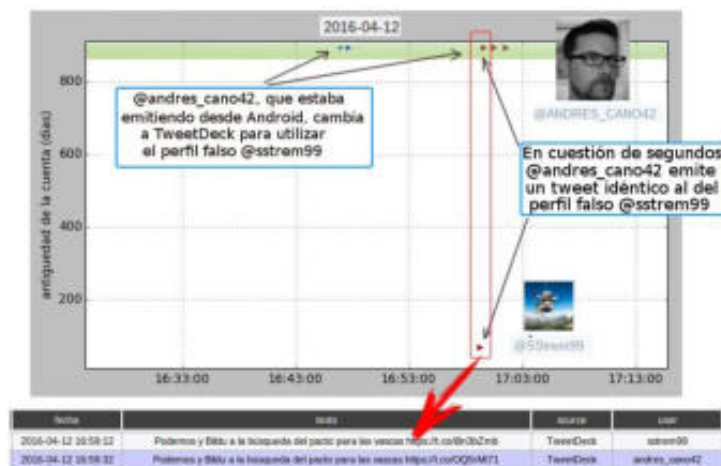 2016-04-12
@andres_cano42, que estaba
emitiendo desde Android, cambia
a TweetDeck para utilizar
el perfil falso @sstrem99
@ANDRES_CANO42
En cuestión de segundos
@andres_cano42 emite
un tweet idéntico al del
perfil falso @sstrem99
antiguedad de la cuenta (dias)
800
600
400
200
@SStrem99
16:33:00 16:43:00 16:53:00 17:03:00 17:13:00
fecha texto source user
2016-04-12 16:59:12 Podemos y Bildu a la búsqueda del pacto para las vascas TweetDeck sstrem99
2016-04-12 16:59:32 Podemos y Bildu a la búsqueda del pacto para las vascas TweetDeck andres_cano42